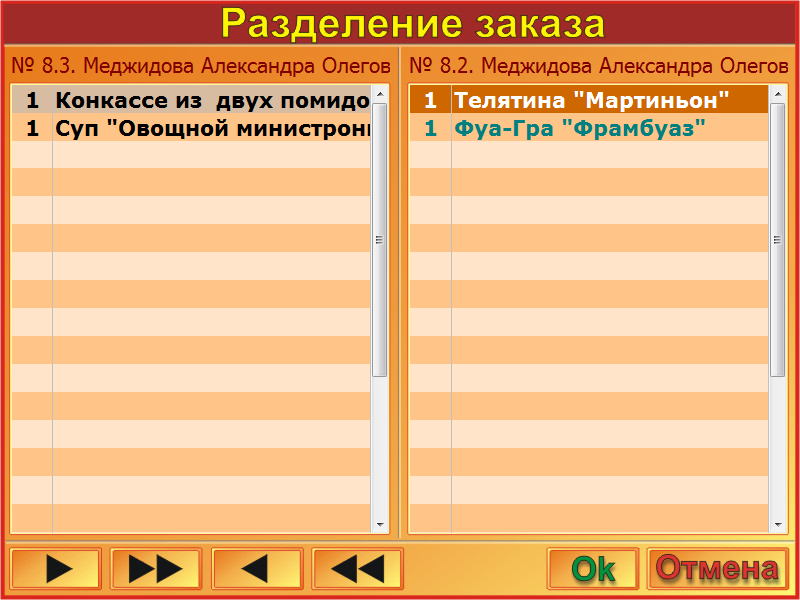 Разделение заказа
№ 8.3. Меджидова Александра Олегов
1 Конкассе из двух помидо
1 Суп "Овощной министрон
№ 8.2. Меджидова Александра Олегов
1 Телятина "Мартиньон"
1 Фуа-Гра "Фрамбуаз"
Ok
Отмена